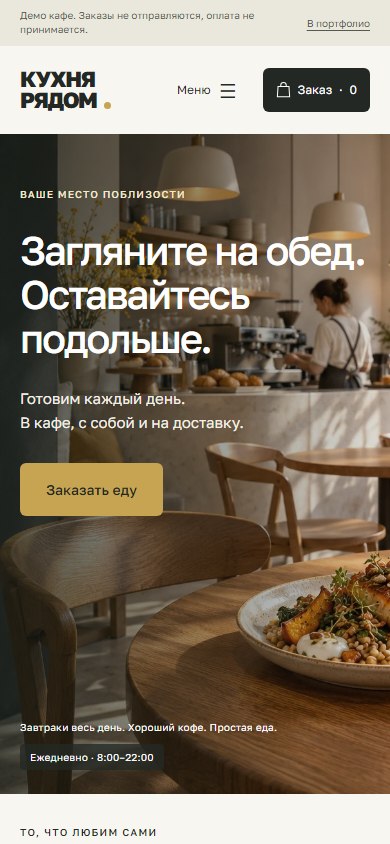 Демо кафе. Заказы не отправляются, оплата не
принимается.
В портфолио
КУХНЯ
РЯДОМ
Меню
Заказ · 0
ВАШЕ МЕСТО ПОБЛИЗОСТИ
Загляните на обед.
Оставайтесь
подольше.
Готовим каждый день.
В кафе, с собой и на доставку.
Заказать еду
Завтраки весь день. Хороший кофе. Простая еда.
Ежедневно · 8:00–22:00
ТО, ЧТО ЛЮБИМ САМИ